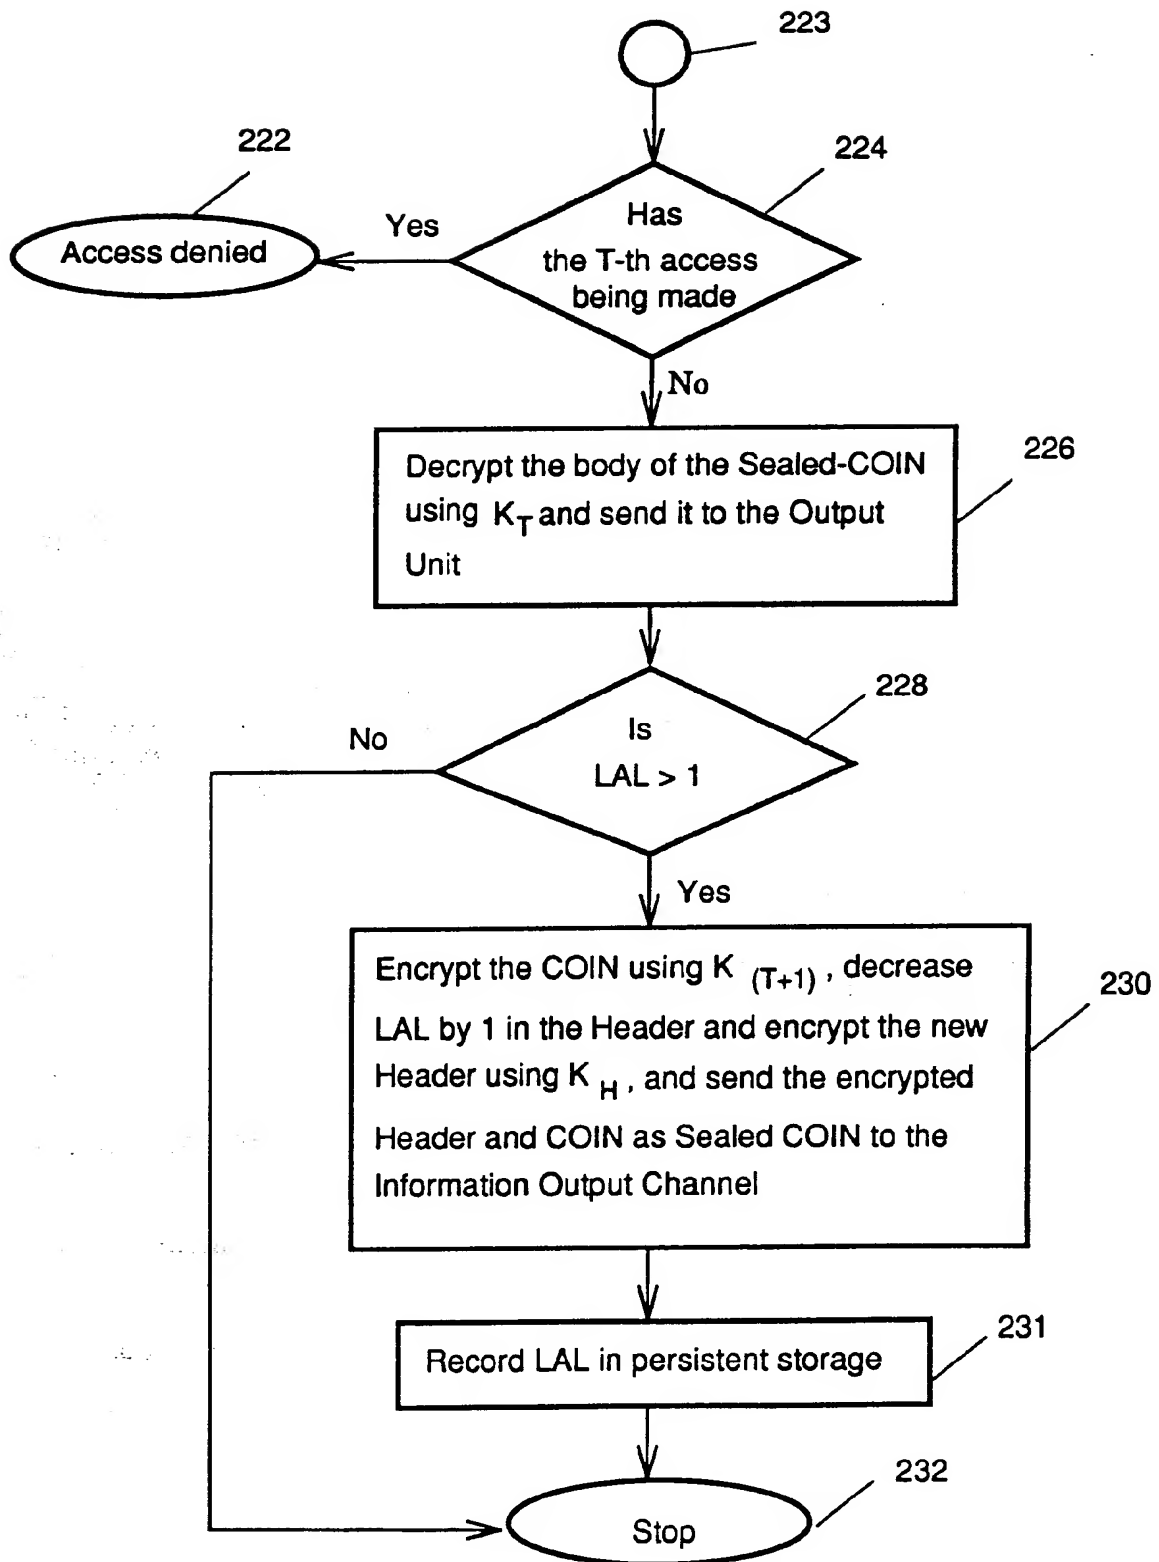 223
222
224
Access denied
Yes
Has
the T-th access
being made
No
226
Decrypt the body of the Sealed-COIN
using K_T and send it to the Output
Unit
228
No
Is
LAL > 1
Yes
230
Encrypt the COIN using K (T+1) , decrease
LAL by 1 in the Header and encrypt the new
Header using K_H , and send the encrypted
Header and COIN as Sealed COIN to the
Information Output Channel
231
Record LAL in persistent storage
232
Stop